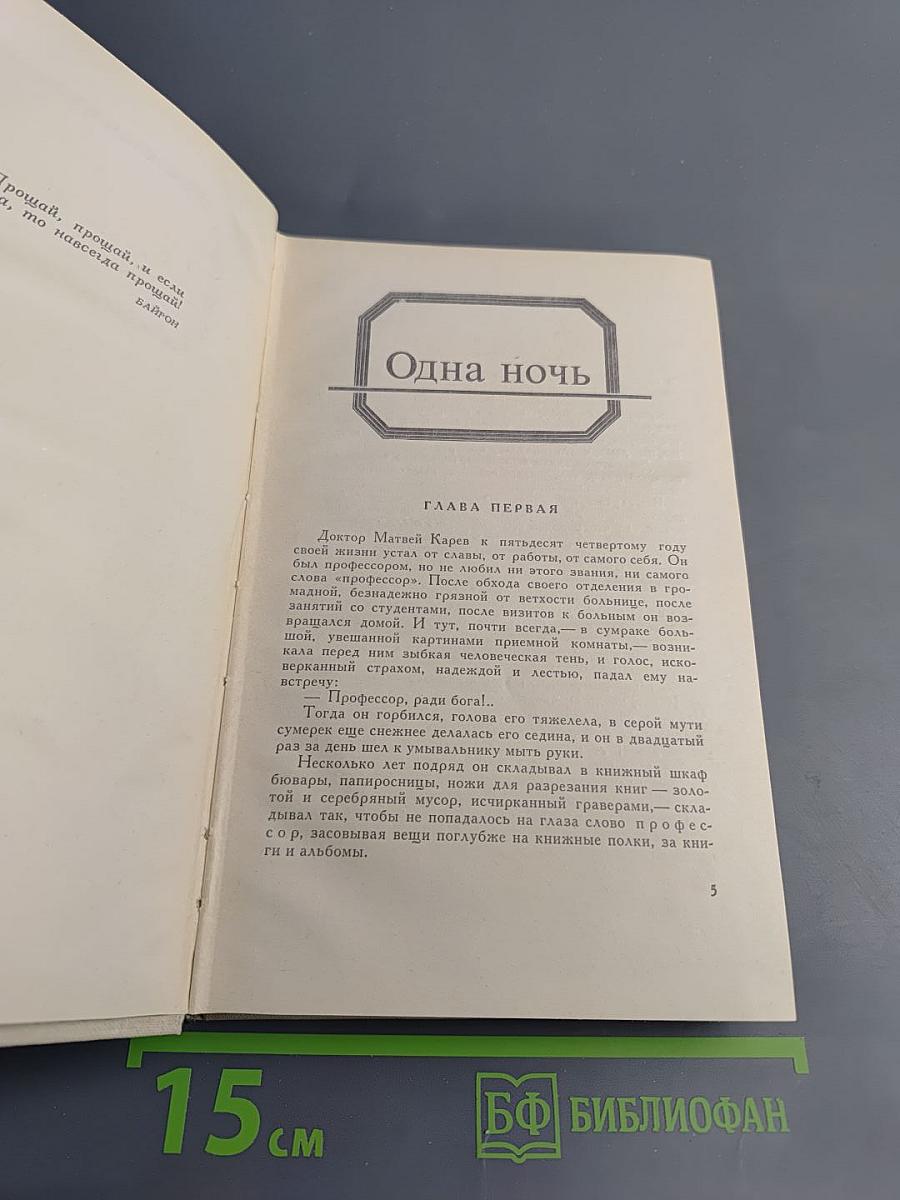 Прощай, прощай, и если
то навсегда прощай!
БАЙРОН
Одна ночь
ГЛАВА ПЕРВАЯ
Доктор Матвей Карев к пятьдесят четвертому году
своей жизни устал от славы, от работы, от самого себя. Он
был профессором, но не любил ни этого звания, ни самого
слова «профессор». После обхода своего отделения в гро-
мадной, безнадежно грязной от ветхости больнице, после
занятий со студентами, после визитов к больным он воз-
вращался домой. И тут, почти всегда,— в сумраке боль-
шой, увешанной картинами приемной комнаты,— возни-
кала перед ним зыбкая человеческая тень, и голос, иско-
верканный страхом, надеждой и лестью, падал ему на-
встречу:
— Профессор, ради бога!..
Тогда он горбился, голова его тяжелела, в серой мути
сумерек еще снежнее делалась его седина, и он в двадцатый
раз за день шел к умывальнику мыть руки.
Несколько лет подряд он складывал в книжный шкаф
бювары, папиросницы, ножи для разрезания книг — золо-
той и серебряный мусор, исчирканный граверами,— скла-
дывал так, чтобы не попадалось на глаза слово профес-
сор, засовывая вещи поглубже на книжные полки, за кни-
ги и альбомы.
5
15 см
БФ БИБЛИОФАН